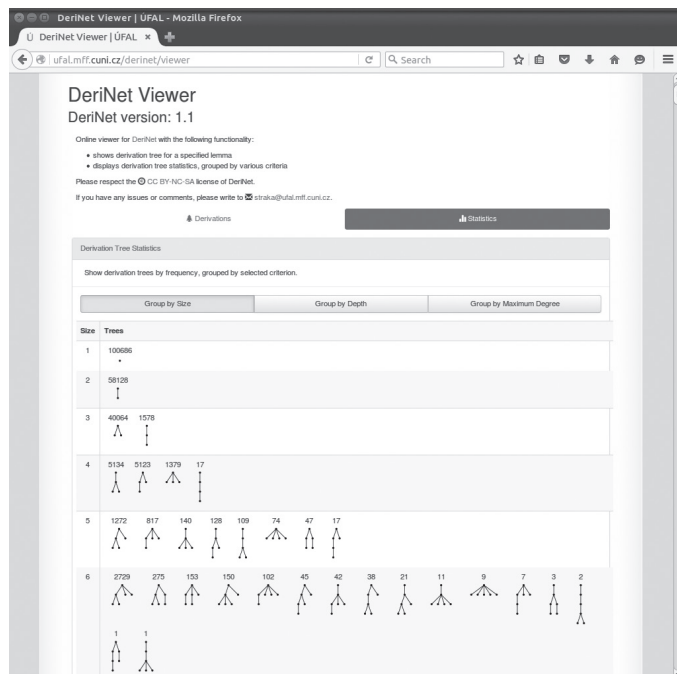 DeriNet Viewer | ÚFAL - Mozilla Firefox
Ú DeriNet Viewer | ÚFAL ×
ufal.mff.cuni.cz/derinet/viewer
Search
DeriNet Viewer
DeriNet version: 1.1
Online viewer for DeriNet with the following functionality:
• shows derivation tree for a specified lemma
• displays derivation tree statistics, grouped by various criteria
Please respect the CC BY-NC-SA license of DeriNet.
If you have any issues or comments, please write to straka@ufal.mff.cuni.cz.
Derivations
Statistics
Derivation Tree Statistics
Show derivation trees by frequency, grouped by selected criterion.
Group by Size Group by Depth Group by Maximum Degree
Size Trees
1 100686
2 58128
3 40064 1578
4 5134 5123 1379 17
5 1272 817 140 128 109 74 47 17
6 2729 275 153 150 102 45 42 38 21 11 9 7 3 2
1 1